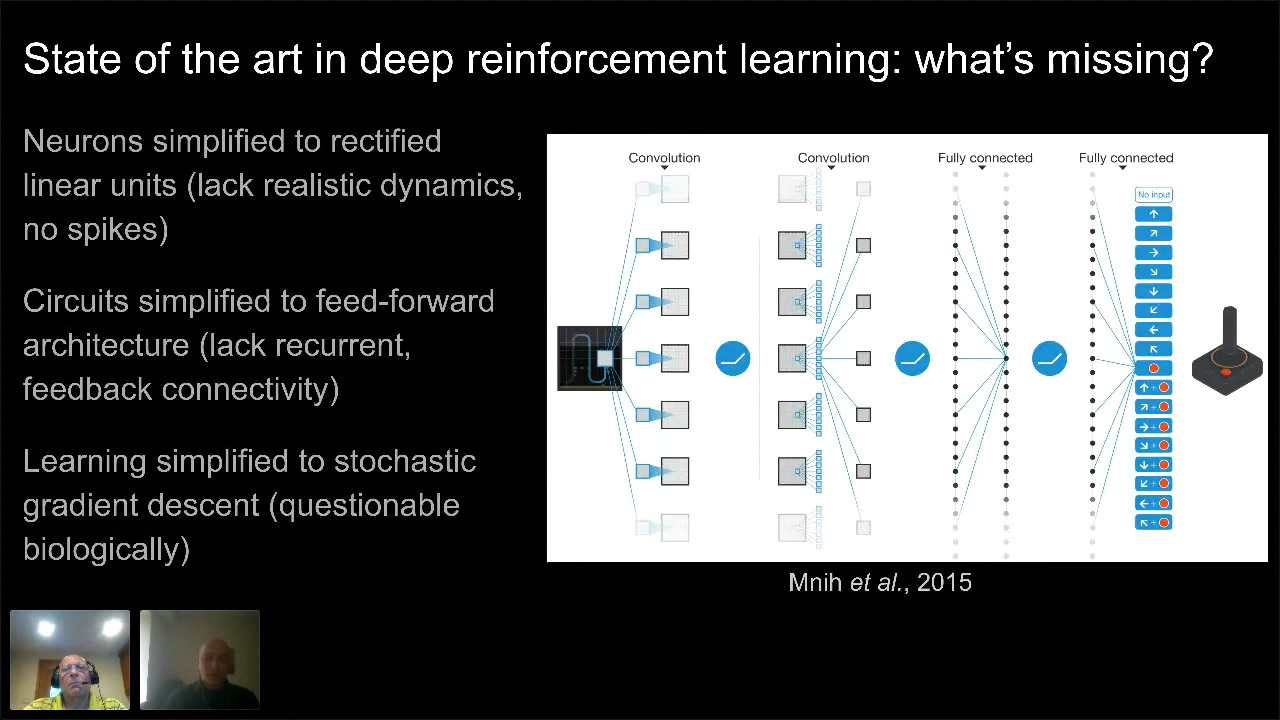 State of the art in deep reinforcement learning: what's missing?
Neurons simplified to rectified
linear units (lack realistic dynamics,
no spikes)
Circuits simplified to feed-forward
architecture (lack recurrent,
feedback connectivity)
Learning simplified to stochastic
gradient descent (questionable
biologically)
Convolution
Convolution
Fully connected
Fully connected
No input
Mnih et al., 2015